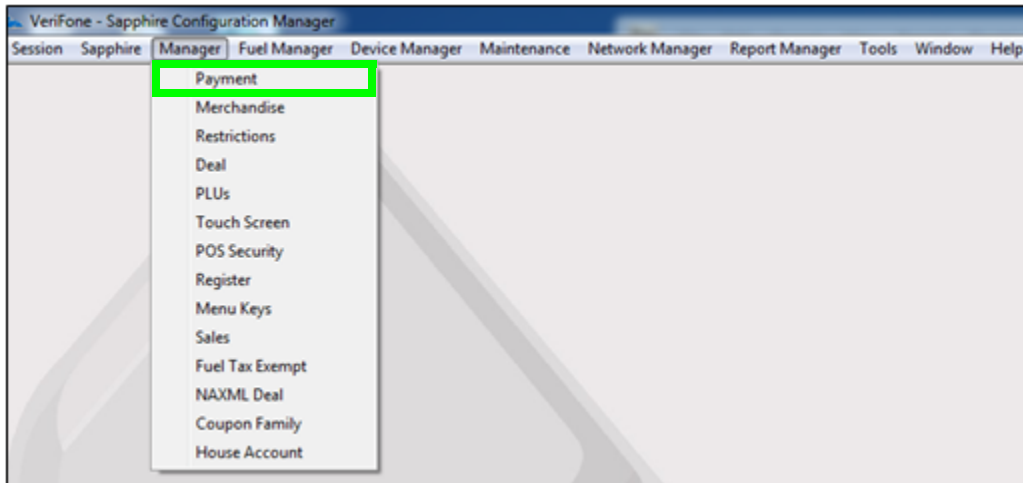 VeriFone - Sapphire Configuration Manager
Session Sapphire Manager Fuel Manager Device Manager Maintenance Network Manager Report Manager Tools Window Help
Payment
Merchandise
Restrictions
Deal
PLUs
Touch Screen
POS Security
Register
Menu Keys
Sales
Fuel Tax Exempt
NAXML Deal
Coupon Family
House Account